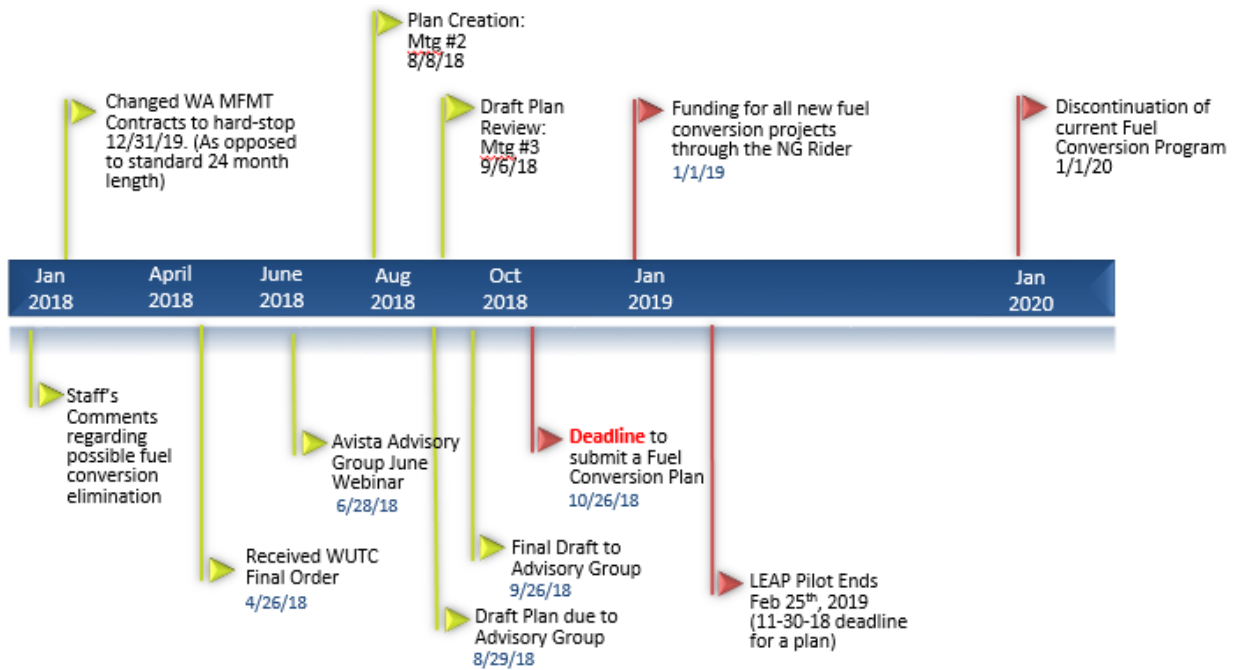 Plan Creation:
Mtg #2
8/8/18
Changed WA MFMT
Contracts to hard-stop
12/31/19. (As opposed
to standard 24 month
length)
Draft Plan
Review:
Mtg #3
9/6/18
Funding for all new fuel
conversion projects
through the NG Rider
1/1/19
Discontinuation of
current Fuel
Conversion Program
1/1/20
Jan
2018
April
2018
June
2018
Aug
2018
Oct
2018
Jan
2019
Jan
2020
Staff's
Comments
regarding
possible fuel
conversion
elimination
Received WUTC
Final Order
4/26/18
Avista Advisory
Group June
Webinar
6/28/18
Draft Plan due to
Advisory Group
8/29/18
Final Draft to
Advisory Group
9/26/18
Deadline to
submit a Fuel
Conversion Plan
10/26/18
LEAP Pilot Ends
Feb 25th, 2019
(11-30-18 deadline
for a plan)